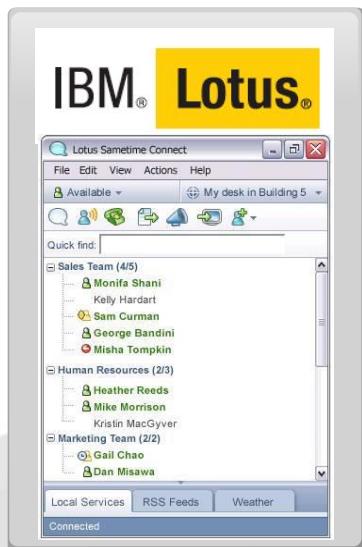 IBM® Lotus®
Lotus Sametime Connect
File Edit View Actions Help
Available My desk in Building 5
Quick find:
Sales Team (4/5)
Monifa Shani
Kelly Hardart
Sam Curman
George Bandini
Misha Tompkin
Human Resources (2/3)
Heather Reeds
Mike Morrison
Kristin MacGyver
Marketing Team (2/2)
Gail Chao
Dan Misawa
Local Services RSS Feeds Weather
Connected